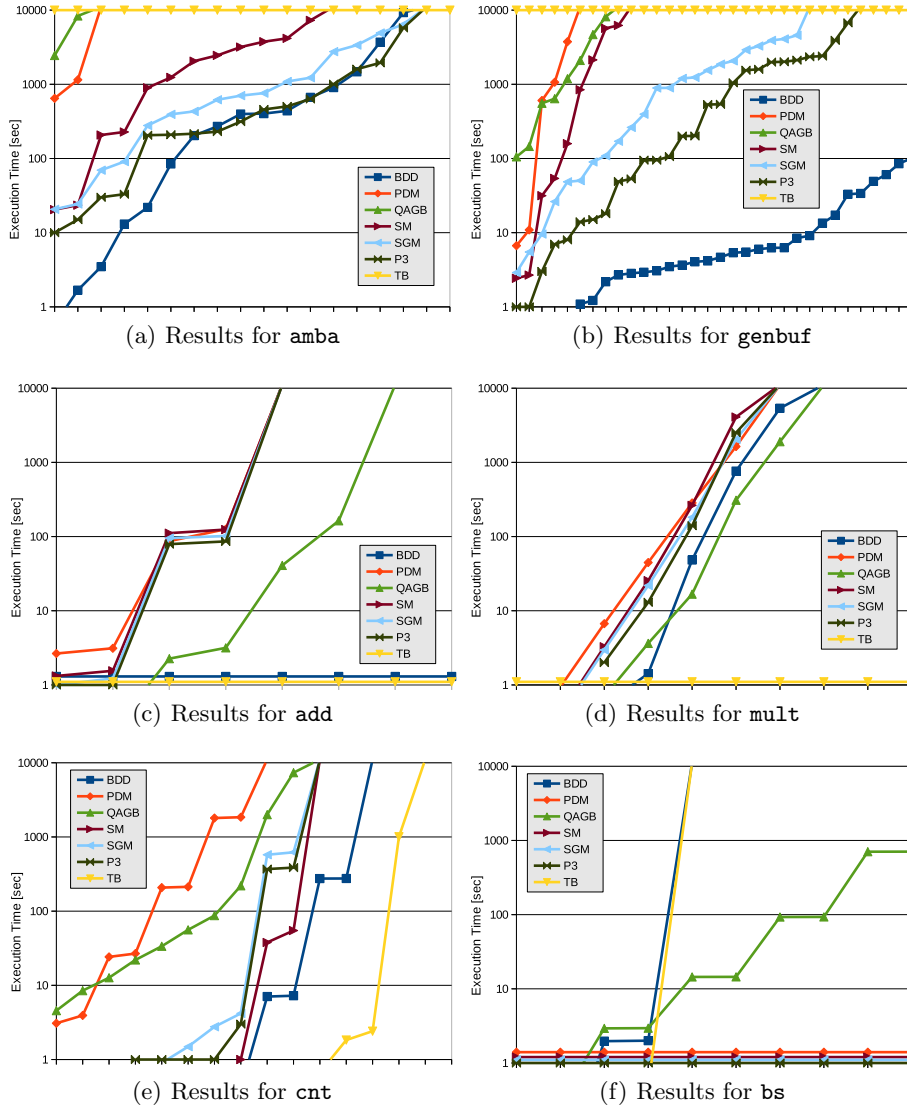 10000
1000
100
10
1
Execution Time [sec]
BDD
PDM
QAGB
SM
SGM
P3
TB
(a) Results for amba
10000
1000
100
10
1
Execution Time [sec]
BDD
PDM
QAGB
SM
SGM
P3
TB
(b) Results for genbuf
10000
1000
100
10
1
Execution Time [sec]
BDD
PDM
QAGB
SM
SGM
P3
TB
(c) Results for add
10000
1000
100
10
1
Execution Time [sec]
BDD
PDM
QAGB
SM
SGM
P3
TB
(d) Results for mult
10000
1000
100
10
1
Execution Time [sec]
BDD
PDM
QAGB
SM
SGM
P3
TB
(e) Results for cnt
10000
1000
100
10
1
Execution Time [sec]
BDD
PDM
QAGB
SM
SGM
P3
TB
(f) Results for bs